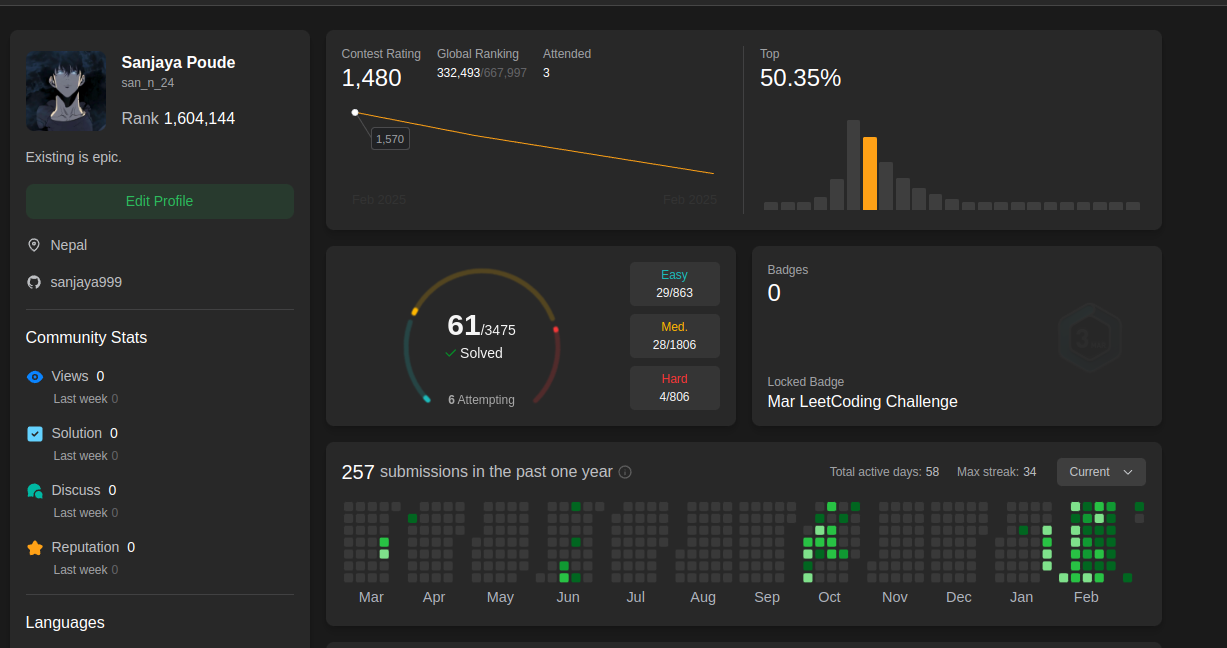 Sanjaya Poude
san_n_24
Rank 1,604,144
Existing is epic.
Edit Profile
Nepal
sanjaya999
Community Stats
Views 0
Last week 0
Solution 0
Last week 0
Discuss 0
Last week 0
Reputation 0
Last week 0
Languages
Contest Rating
1,480
Global Ranking
332,493/667,997
Attended
3
1,570
Feb 2025
Feb 2025
Top
50.35%
61/3475
Solved
6 Attempting
Easy
29/863
Med.
28/1806
Hard
4/806
Badges
0
Locked Badge
Mar LeetCoding Challenge
3
257 submissions in the past one year
Total active days: 58
Max streak: 34
Current
Mar Apr May Jun Jul Aug Sep Oct Nov Dec Jan Feb